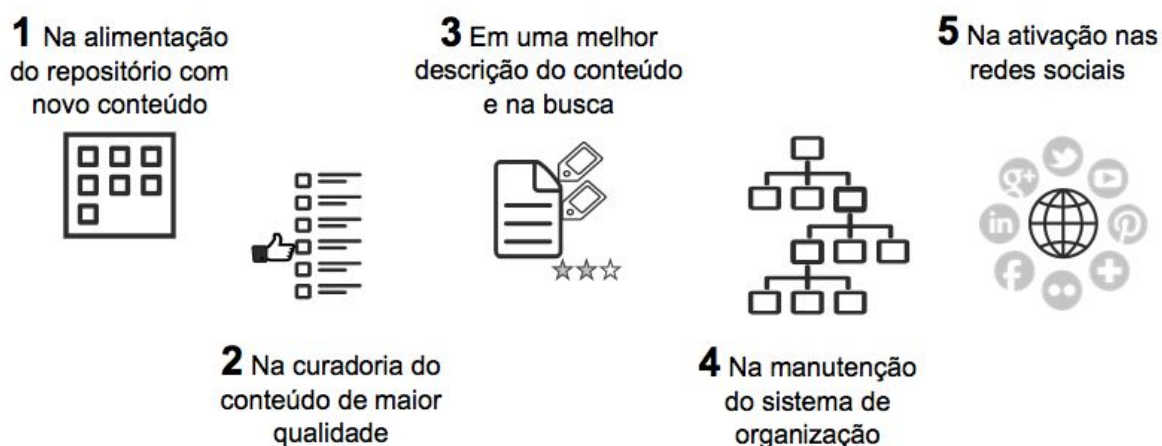 1 Na alimentação
do repositório com
novo conteúdo
2 Na curadoria do
conteúdo de maior
qualidade
3 Em uma melhor
descrição do conteúdo
e na busca
4 Na manutenção
do sistema de
organização
5 Na ativação nas
redes sociais
g+
in
f